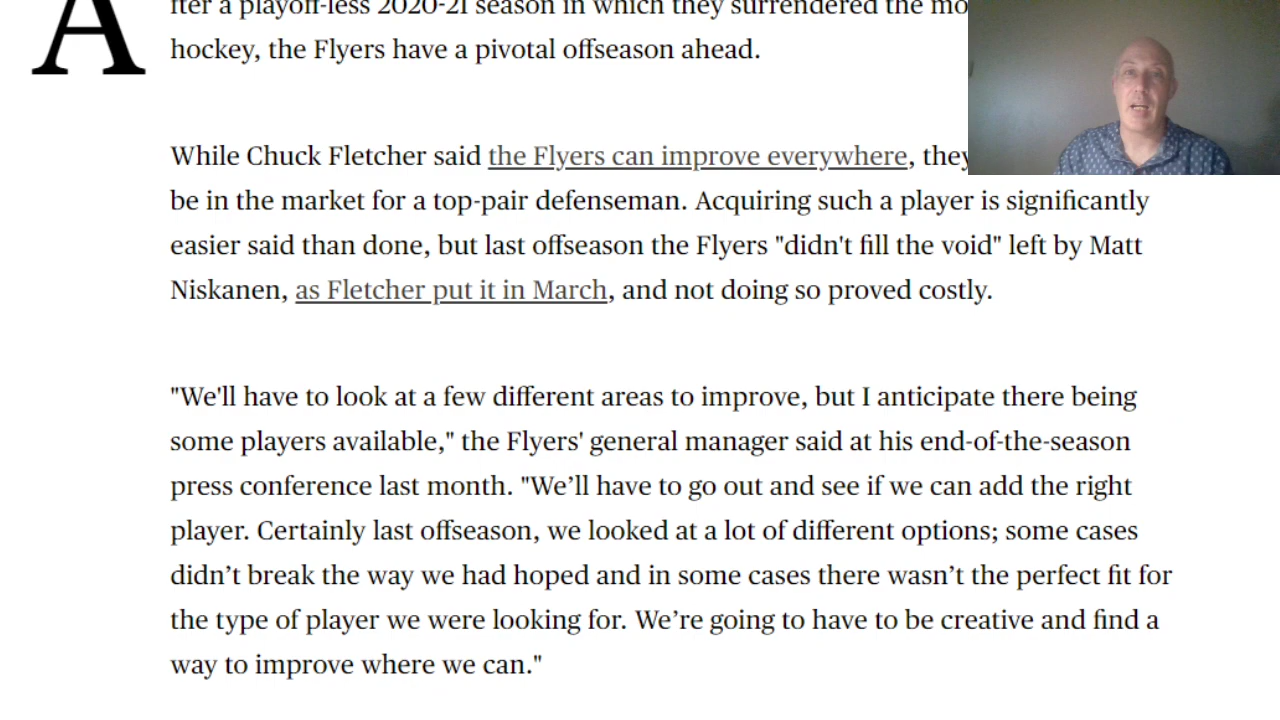 After a playoff-less 2020-21 season in which they surrendered the
hockey, the Flyers have a pivotal offseason ahead.
While Chuck Fletcher said the Flyers can improve everywhere, they
be in the market for a top-pair defenseman. Acquiring such a player is significantly
easier said than done, but last offseason the Flyers "didn't fill the void" left by Matt
Niskanen, as Fletcher put it in March, and not doing so proved costly.
"We'll have to look at a few different areas to improve, but I anticipate there being
some players available," the Flyers' general manager said at his end-of-the-season
press conference last month. "We’ll have to go out and see if we can add the right
player. Certainly last offseason, we looked at a lot of different options; some cases
didn’t break the way we had hoped and in some cases there wasn’t the perfect fit for
the type of player we were looking for. We’re going to have to be creative and find a
way to improve where we can."